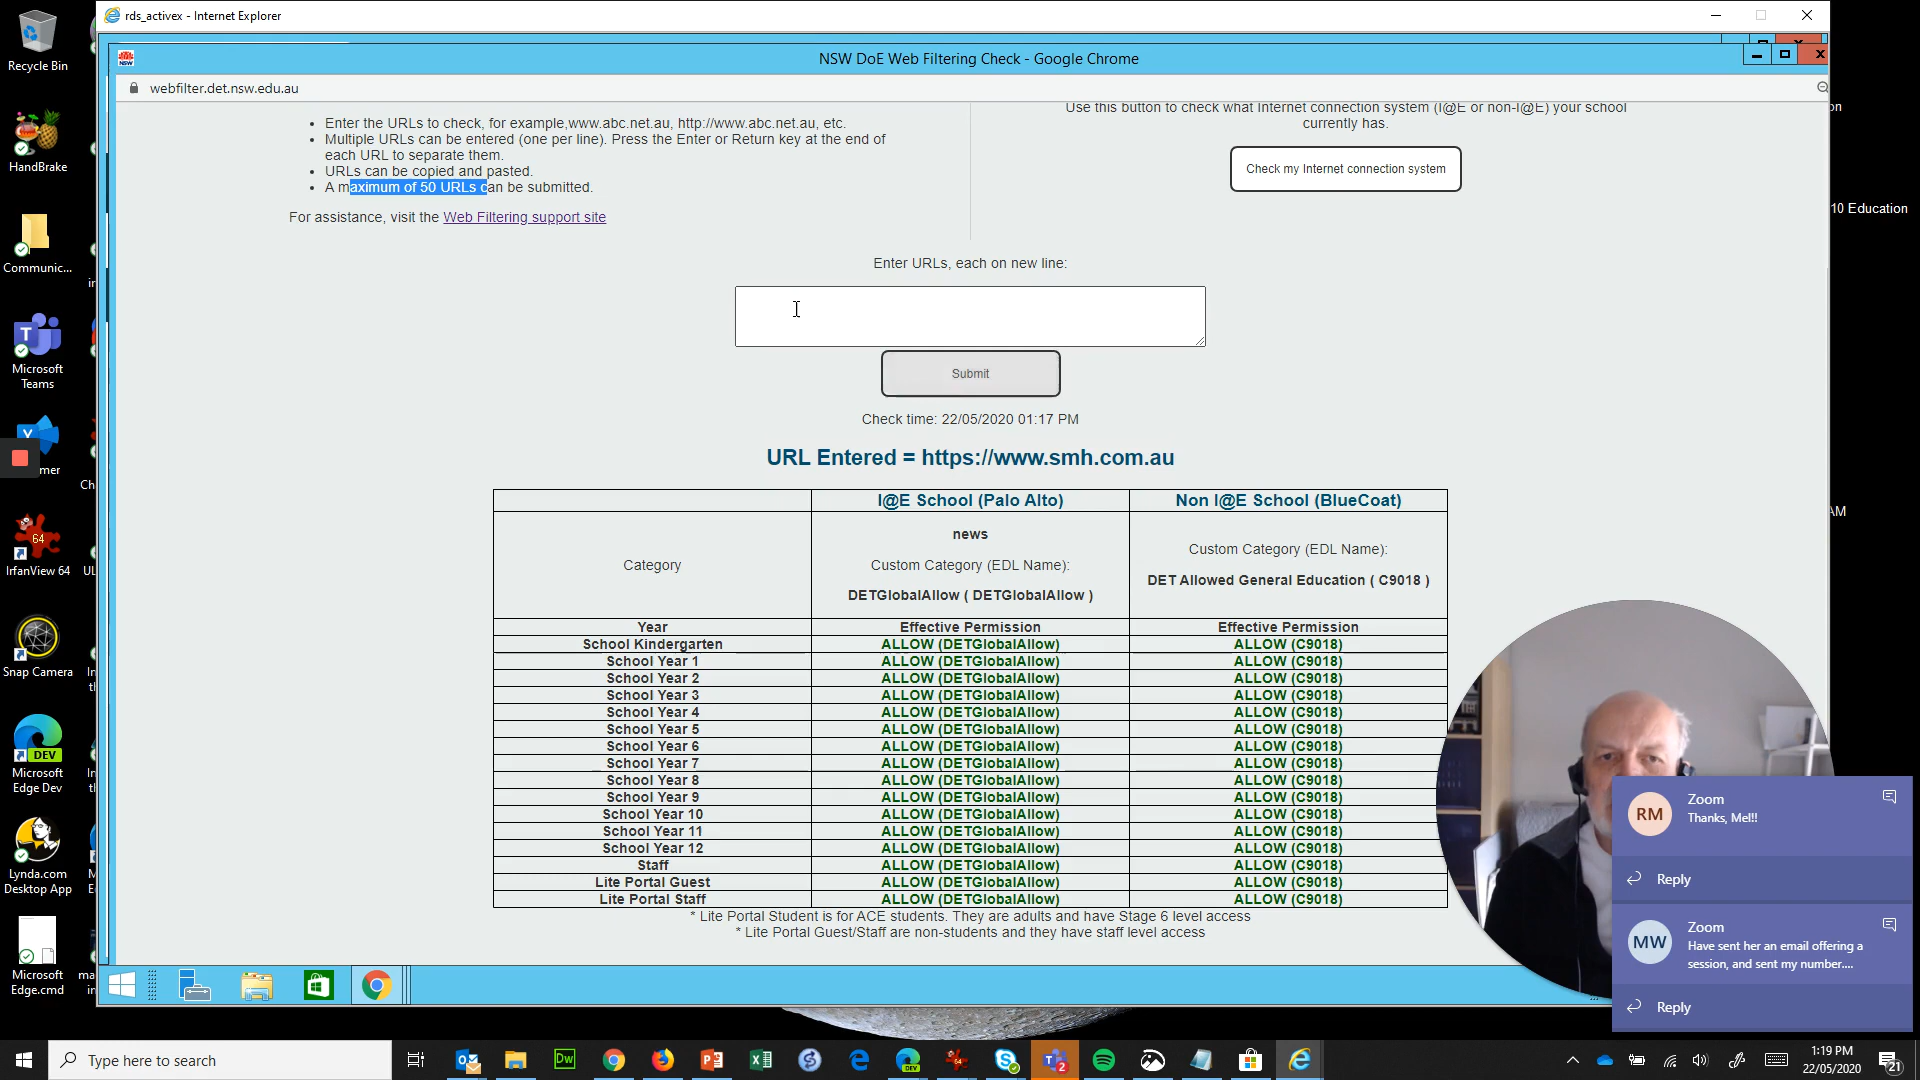 rds_activex - Internet Explorer
NSW DoE Web Filtering Check - Google Chrome
webfilter.det.nsw.edu.au
Enter the URLs to check, for example,www.abc.net.au, http://www.abc.net.au, etc.
Multiple URLs can be entered (one per line). Press the Enter or Return key at the end of
each URL to separate them.
URLs can be copied and pasted.
A maximum of 50 URLs can be submitted.
For assistance, visit the Web Filtering support site
Use this button to check what Internet connection system (I@E or non-I@E) your school
currently has.
Check my Internet connection system
Enter URLs, each on new line:
Submit
Check time: 22/05/2020 01:17 PM
URL Entered = https://www.smh.com.au
I@E School (Palo Alto)
Non I@E School (BlueCoat)
Category
news
Custom Category (EDL Name):
DETGlobalAllow ( DETGlobalAllow )
Custom Category (EDL Name):
DET Allowed General Education ( C9018 )
Year Effective Permission Effective Permission
School Kindergarten ALLOW (DETGlobalAllow) ALLOW (C9018)
School Year 1 ALLOW (DETGlobalAllow) ALLOW (C9018)
School Year 2 ALLOW (DETGlobalAllow) ALLOW (C9018)
School Year 3 ALLOW (DETGlobalAllow) ALLOW (C9018)
School Year 4 ALLOW (DETGlobalAllow) ALLOW (C9018)
School Year 5 ALLOW (DETGlobalAllow) ALLOW (C9018)
School Year 6 ALLOW (DETGlobalAllow) ALLOW (C9018)
School Year 7 ALLOW (DETGlobalAllow) ALLOW (C9018)
School Year 8 ALLOW (DETGlobalAllow) ALLOW (C9018)
School Year 9 ALLOW (DETGlobalAllow) ALLOW (C9018)
School Year 10 ALLOW (DETGlobalAllow) ALLOW (C9018)
School Year 11 ALLOW (DETGlobalAllow) ALLOW (C9018)
School Year 12 ALLOW (DETGlobalAllow) ALLOW (C9018)
Staff ALLOW (DETGlobalAllow) ALLOW (C9018)
Lite Portal Guest ALLOW (DETGlobalAllow) ALLOW (C9018)
Lite Portal Staff ALLOW (DETGlobalAllow) ALLOW (C9018)
* Lite Portal Student is for ACE students. They are adults and have Stage 6 level access
* Lite Portal Guest/Staff are non-students and they have staff level access
Recycle Bin
HandBrake
Communic...
Microsoft
Teams
mer
64
IrfanView 64
Snap Camera
DEV
Microsoft
Edge Dev
Lynda.com
Desktop App
Microsoft
Edge.cmd
10 Education
AM
RM
Zoom
Thanks, Mel!!
Reply
MW
Zoom
Have sent her an email offering a
session, and sent my number....
Reply
Type here to search
Dw
2
1:19 PM
22/05/2020
21